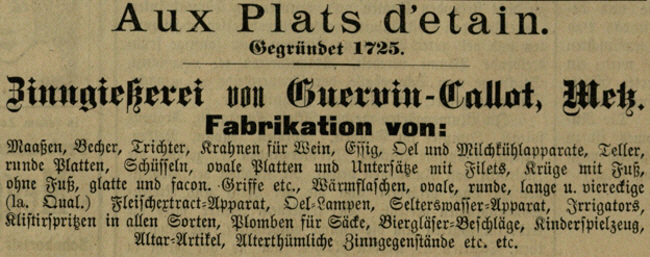 Aux Plats d'etain.
Gegründet 1725.
Zinngießerei von Guervin-Callot, Metz.
Fabrikation von:
Maaßen, Becher, Trichter, Krahnen für Wein, Essig, Oel und Milchkühlapparate, Teller,
runde Platten, Schüsseln, ovale Platten und Untersätze mit Filets, Krüge mit Fuß,
ohne Fuß, glatte und facon. Griffe etc., Wärmflaschen, ovale, runde, lange u. viereckige
(1a. Qual.) Fleischextract-Apparat, Oel-Lampen, Selterswasser-Apparat, Irrigators,
Klistirspritzen in allen Sorten, Plomben für Säcke, Biergläser-Beschläge, Kinderspielzeug,
Altar-Artikel, Alterthümliche Zinngegenstände etc. etc.